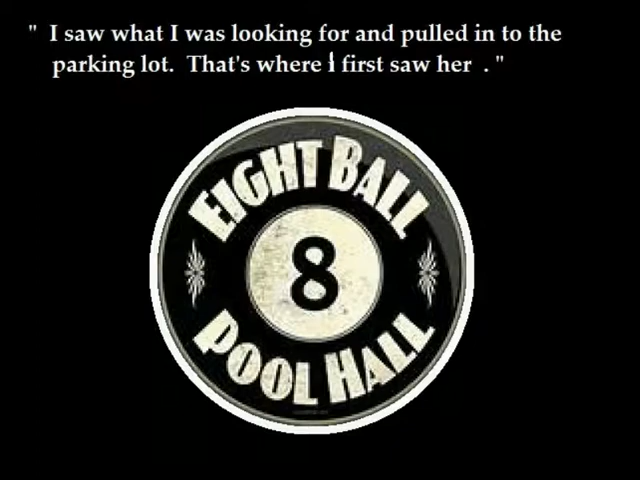 " I saw what I was looking for and pulled in to the
parking lot. That's where I first saw her . "
EIGHT BALL
8
POOL HALL